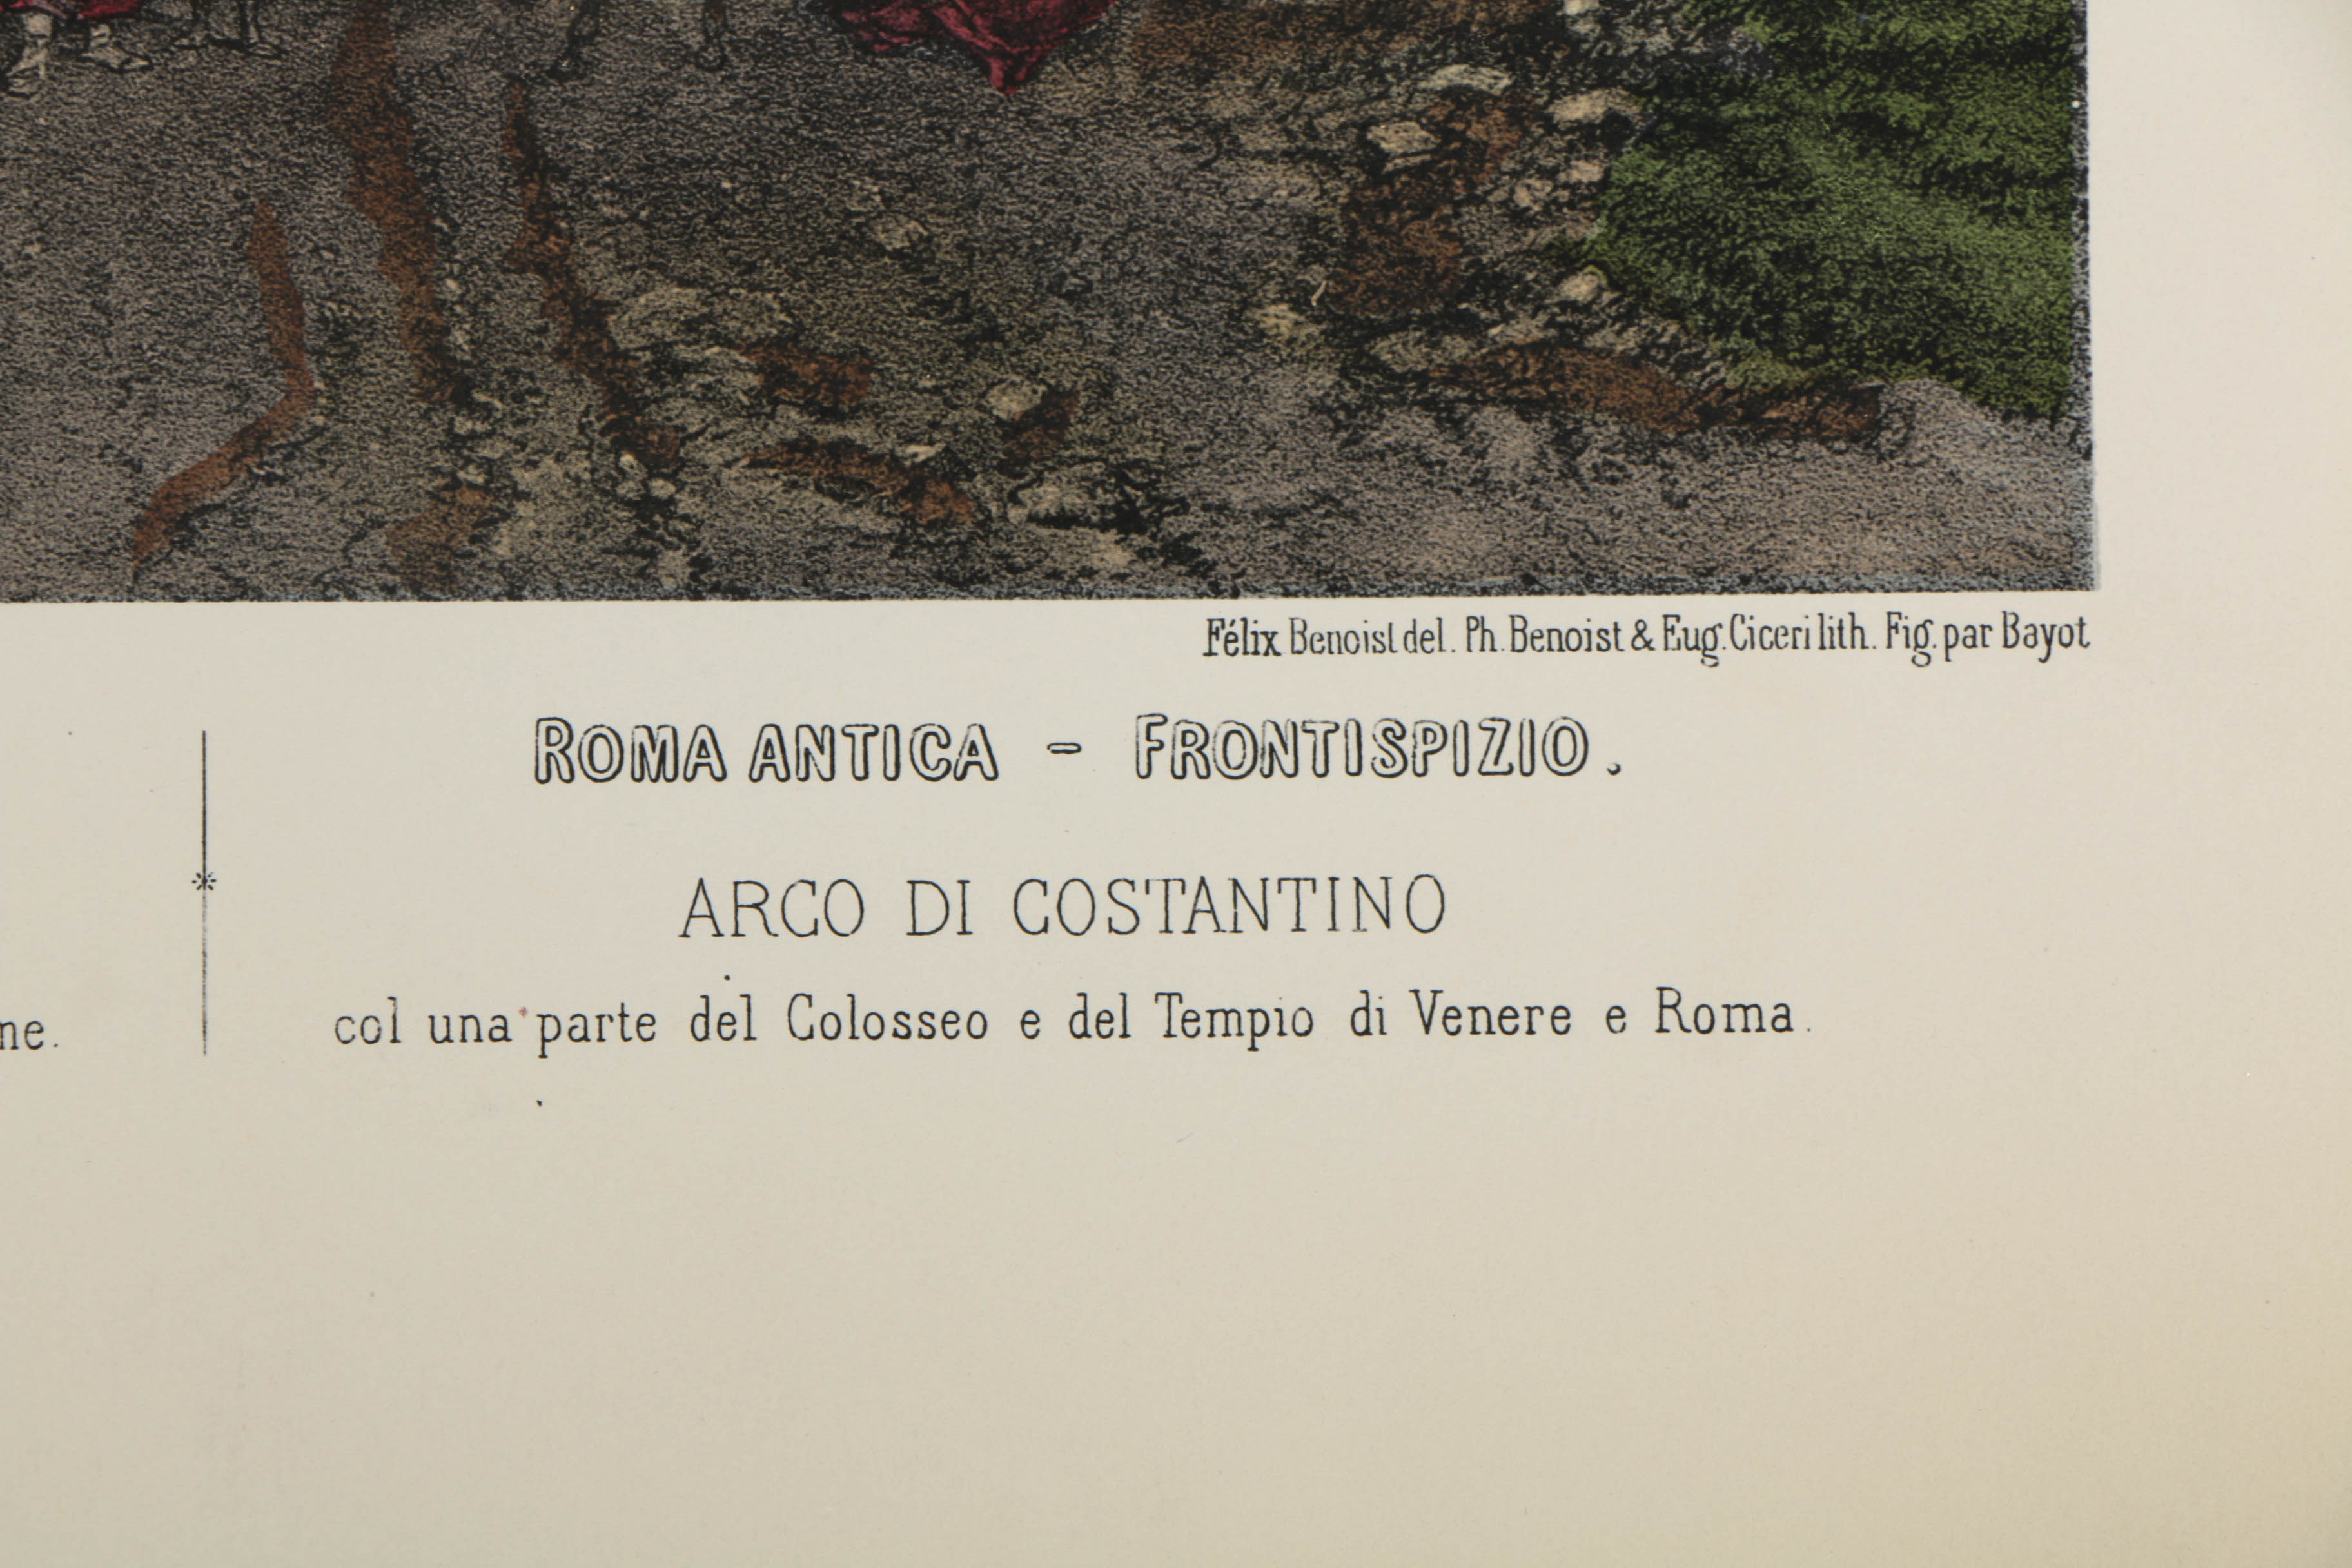 Félix Benoist del. Ph. Benoist & Eug. Ciceri lith. Fig. par Bayot
ROMA ANTICA - FRONTISPIZIO.
ARCO DI COSTANTINO
ne.
col una parte del Colosseo e del Tempio di Venere e Roma.